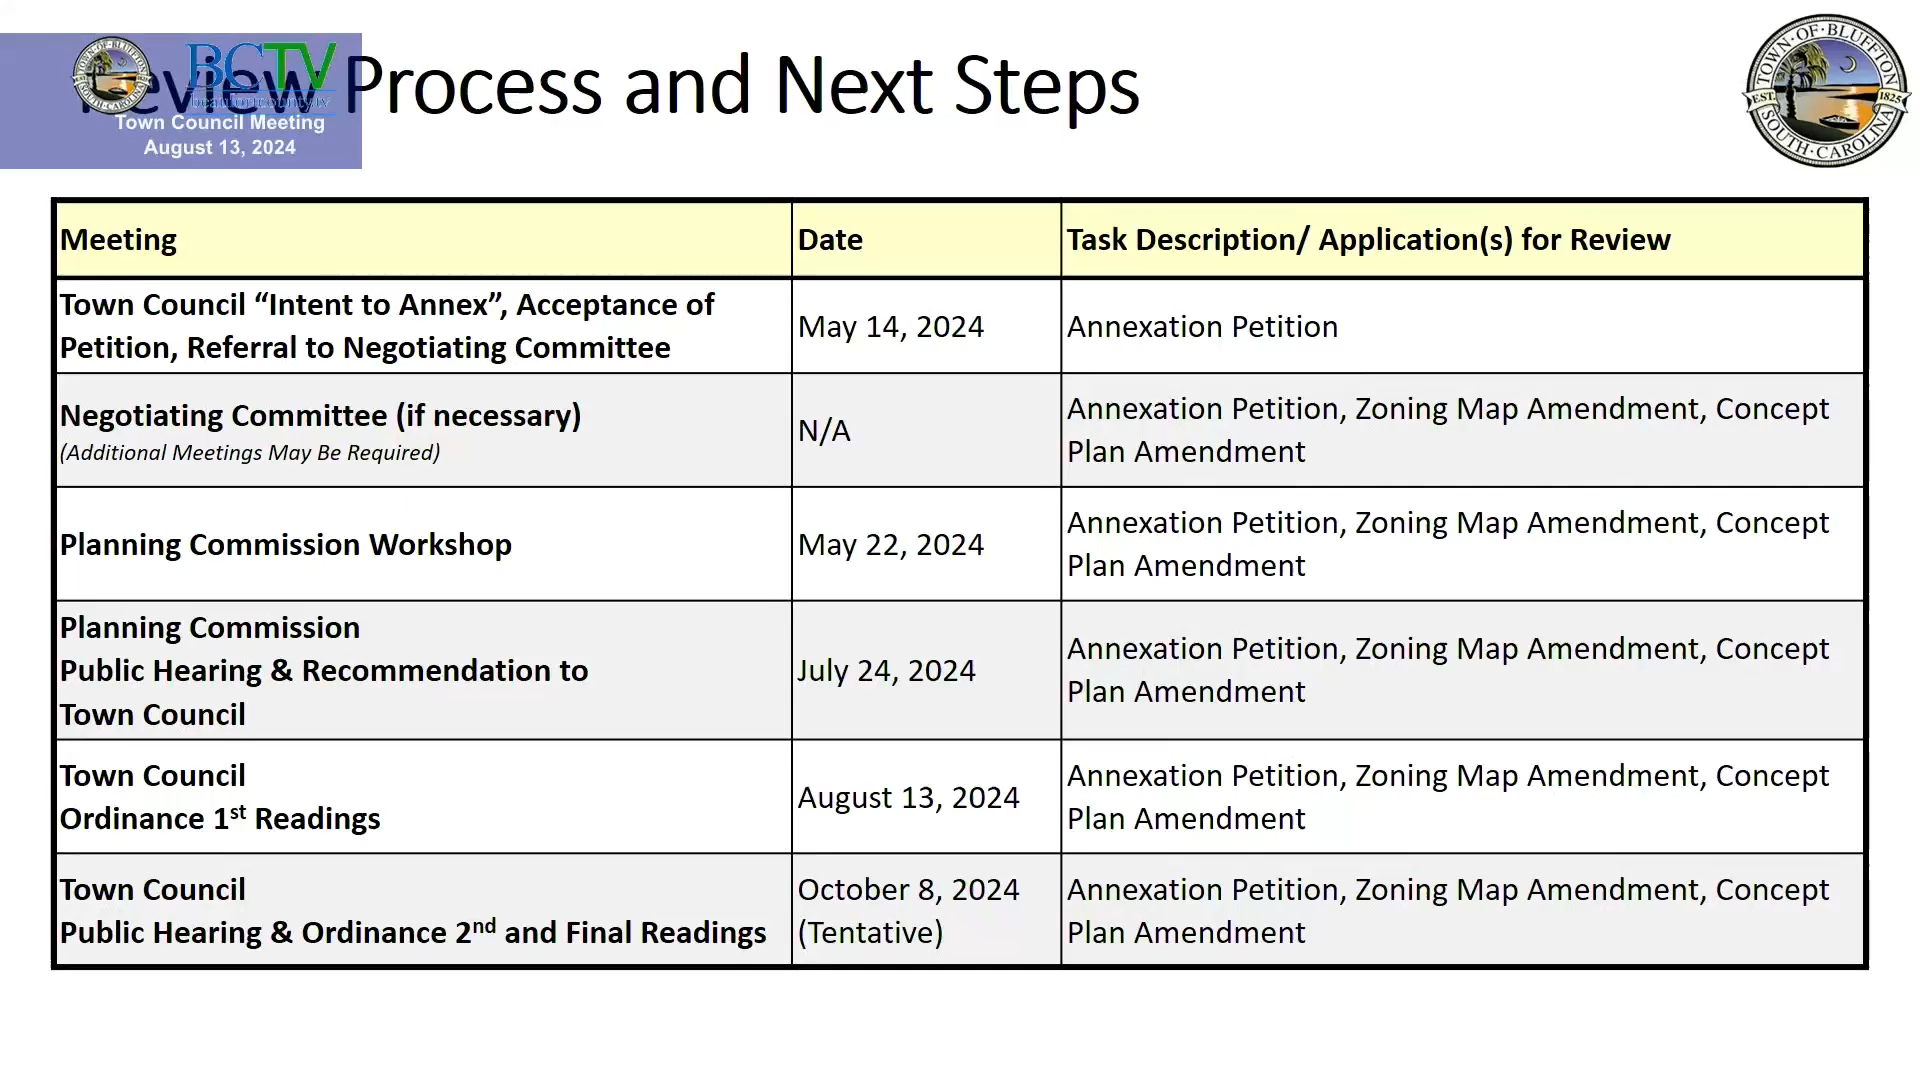 Review Process and Next Steps
BCTV
beaufortcounty.tv
Town Council Meeting
August 13, 2024
TOWN·OF·BLUFFTON
EST. 1825
SOUTH·CAROLINA
Meeting
Date
Task Description/ Application(s) for Review
Town Council “Intent to Annex”, Acceptance of
Petition, Referral to Negotiating Committee
May 14, 2024
Annexation Petition
Negotiating Committee (if necessary)
(Additional Meetings May Be Required)
N/A
Annexation Petition, Zoning Map Amendment, Concept
Plan Amendment
Planning Commission Workshop
May 22, 2024
Annexation Petition, Zoning Map Amendment, Concept
Plan Amendment
Planning Commission
Public Hearing & Recommendation to
Town Council
July 24, 2024
Annexation Petition, Zoning Map Amendment, Concept
Plan Amendment
Town Council
Ordinance 1st Readings
August 13, 2024
Annexation Petition, Zoning Map Amendment, Concept
Plan Amendment
Town Council
Public Hearing & Ordinance 2nd and Final Readings
October 8, 2024
(Tentative)
Annexation Petition, Zoning Map Amendment, Concept
Plan Amendment